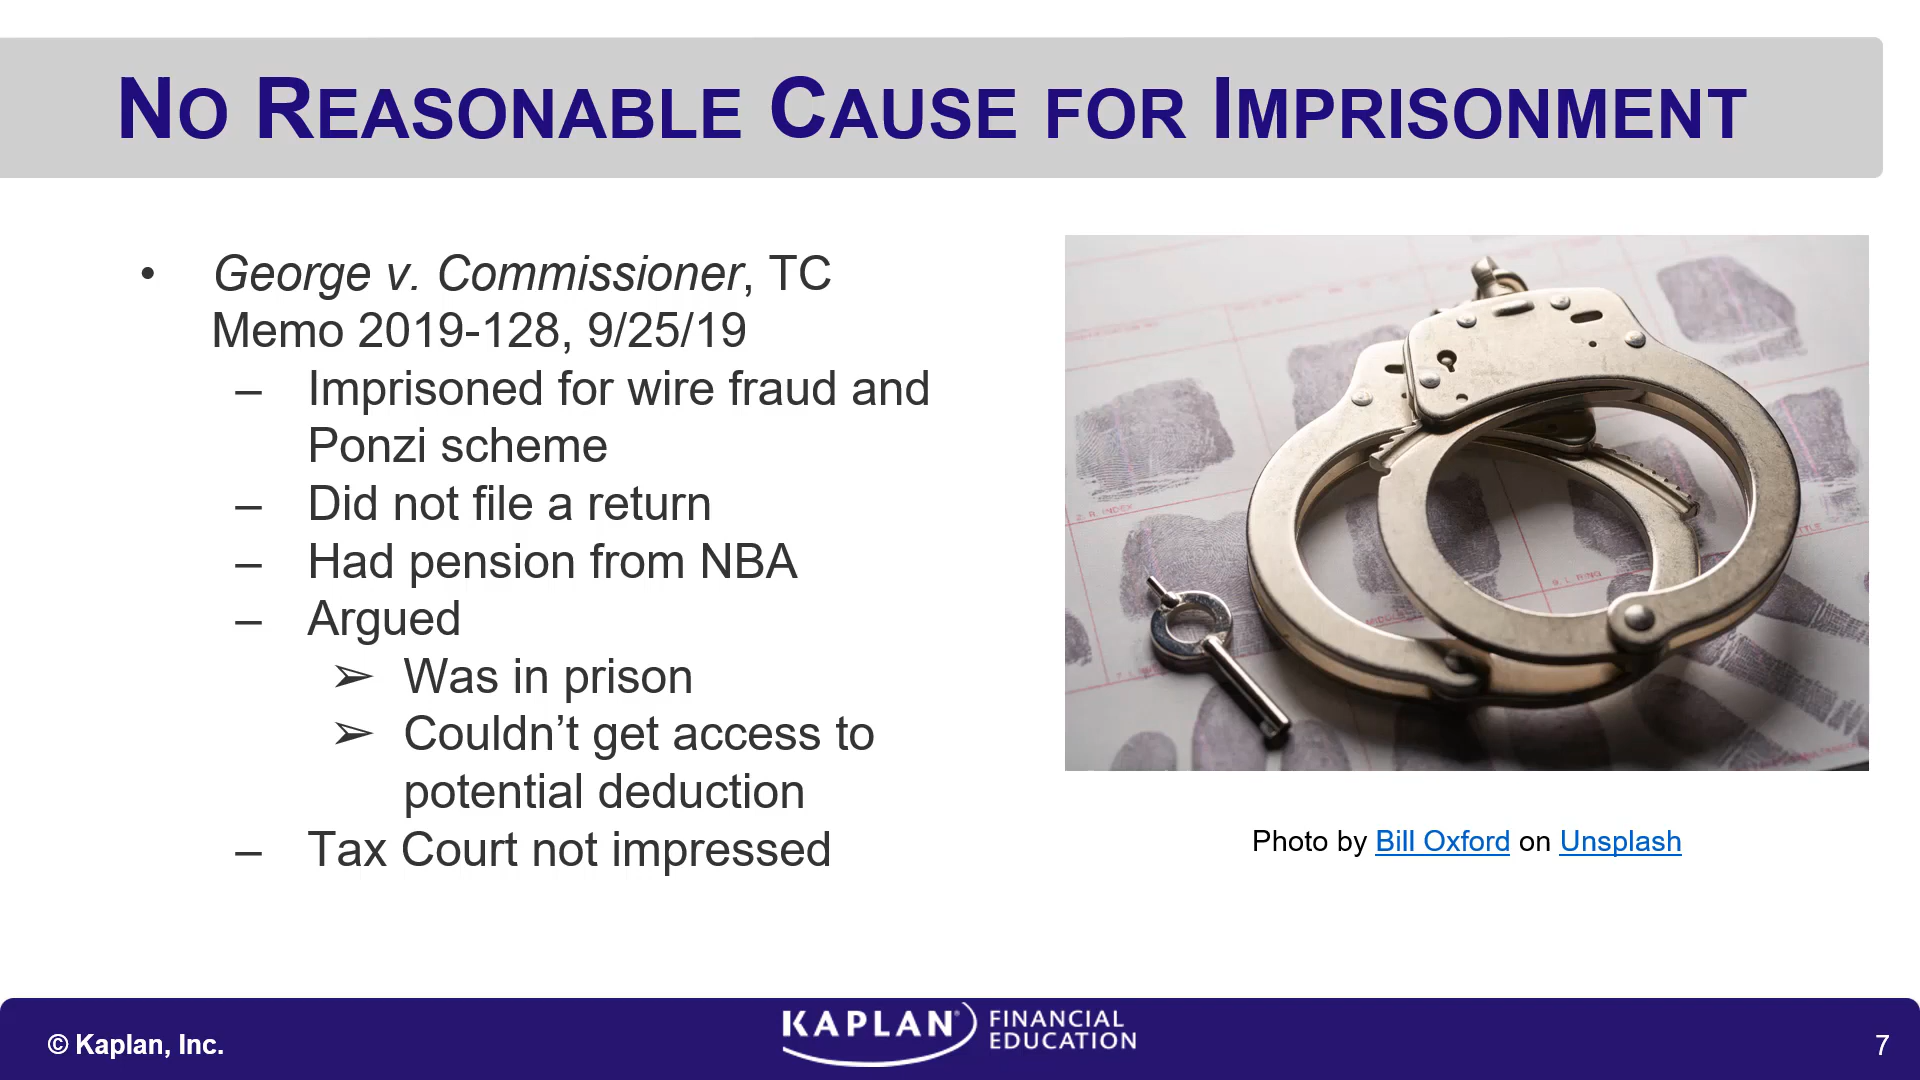 NO REASONABLE CAUSE FOR IMPRISONMENT
• George v. Commissioner, TC
Memo 2019-128, 9/25/19
– Imprisoned for wire fraud and
Ponzi scheme
– Did not file a return
– Had pension from NBA
– Argued
➢ Was in prison
➢ Couldn’t get access to
potential deduction
– Tax Court not impressed
Photo by Bill Oxford on Unsplash
© Kaplan, Inc.
KAPLAN® FINANCIAL
EDUCATION
7